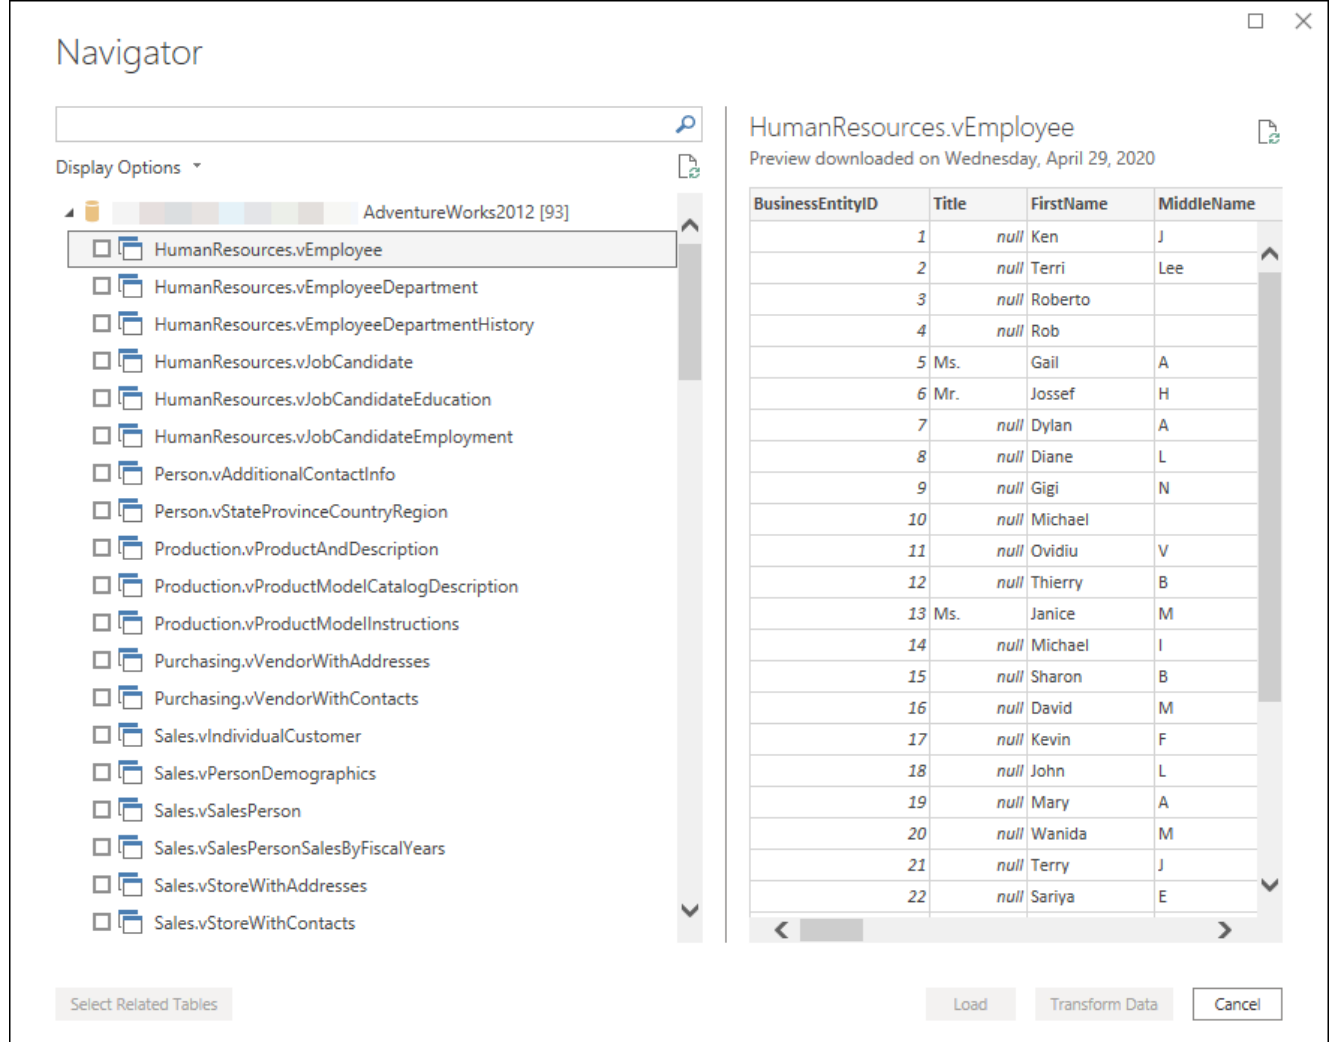 Navigator
Display Options
AdventureWorks2012 [93]
HumanResources.vEmployee
HumanResources.vEmployeeDepartment
HumanResources.vEmployeeDepartmentHistory
HumanResources.vJobCandidate
HumanResources.vJobCandidateEducation
HumanResources.vJobCandidateEmployment
Person.vAdditionalContactInfo
Person.vStateProvinceCountryRegion
Production.vProductAndDescription
Production.vProductModelCatalogDescription
Production.vProductModelInstructions
Purchasing.vVendorWithAddresses
Purchasing.vVendorWithContacts
Sales.vIndividualCustomer
Sales.vPersonDemographics
Sales.vSalesPerson
Sales.vSalesPersonSalesByFiscalYears
Sales.vStoreWithAddresses
Sales.vStoreWithContacts
HumanResources.vEmployee
Preview downloaded on Wednesday, April 29, 2020
BusinessEntityID Title FirstName MiddleName
1 null Ken J
2 null Terri Lee
3 null Roberto
4 null Rob
5 Ms. Gail A
6 Mr. Jossef H
7 null Dylan A
8 null Diane L
9 null Gigi N
10 null Michael
11 null Ovidiu V
12 null Thierry B
13 Ms. Janice M
14 null Michael I
15 null Sharon B
16 null David M
17 null Kevin F
18 null John L
19 null Mary A
20 null Wanida M
21 null Terry J
22 null Sariya E
Select Related Tables
Load Transform Data Cancel